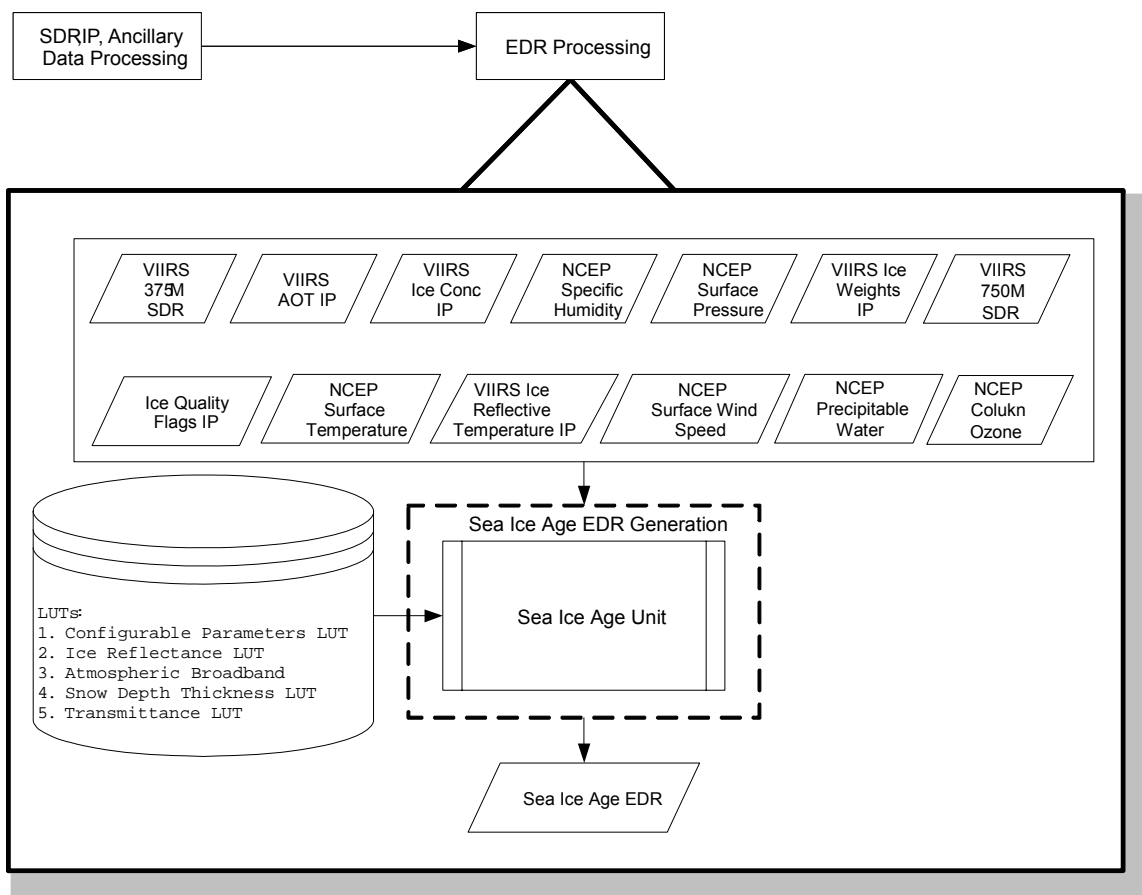 SDR,IP, Ancillary
Data Processing
EDR Processing
VIIRS
375M
SDR
VIIRS
AOT IP
VIIRS
Ice Conc
IP
NCEP
Specific
Humidity
NCEP
Surface
Pressure
VIIRS Ice
Weights
IP
VIIRS
750M
SDR
Ice Quality
Flags IP
NCEP
Surface
Temperature
VIIRS Ice
Reflective
Temperature IP
NCEP
Surface Wind
Speed
NCEP
Precipitable
Water
NCEP
Colukn
Ozone
Sea Ice Age EDR Generation
Sea Ice Age Unit
LUTs:
1. Configurable Parameters LUT
2. Ice Reflectance LUT
3. Atmospheric Broadband
4. Snow Depth Thickness LUT
5. Transmittance LUT
Sea Ice Age EDR